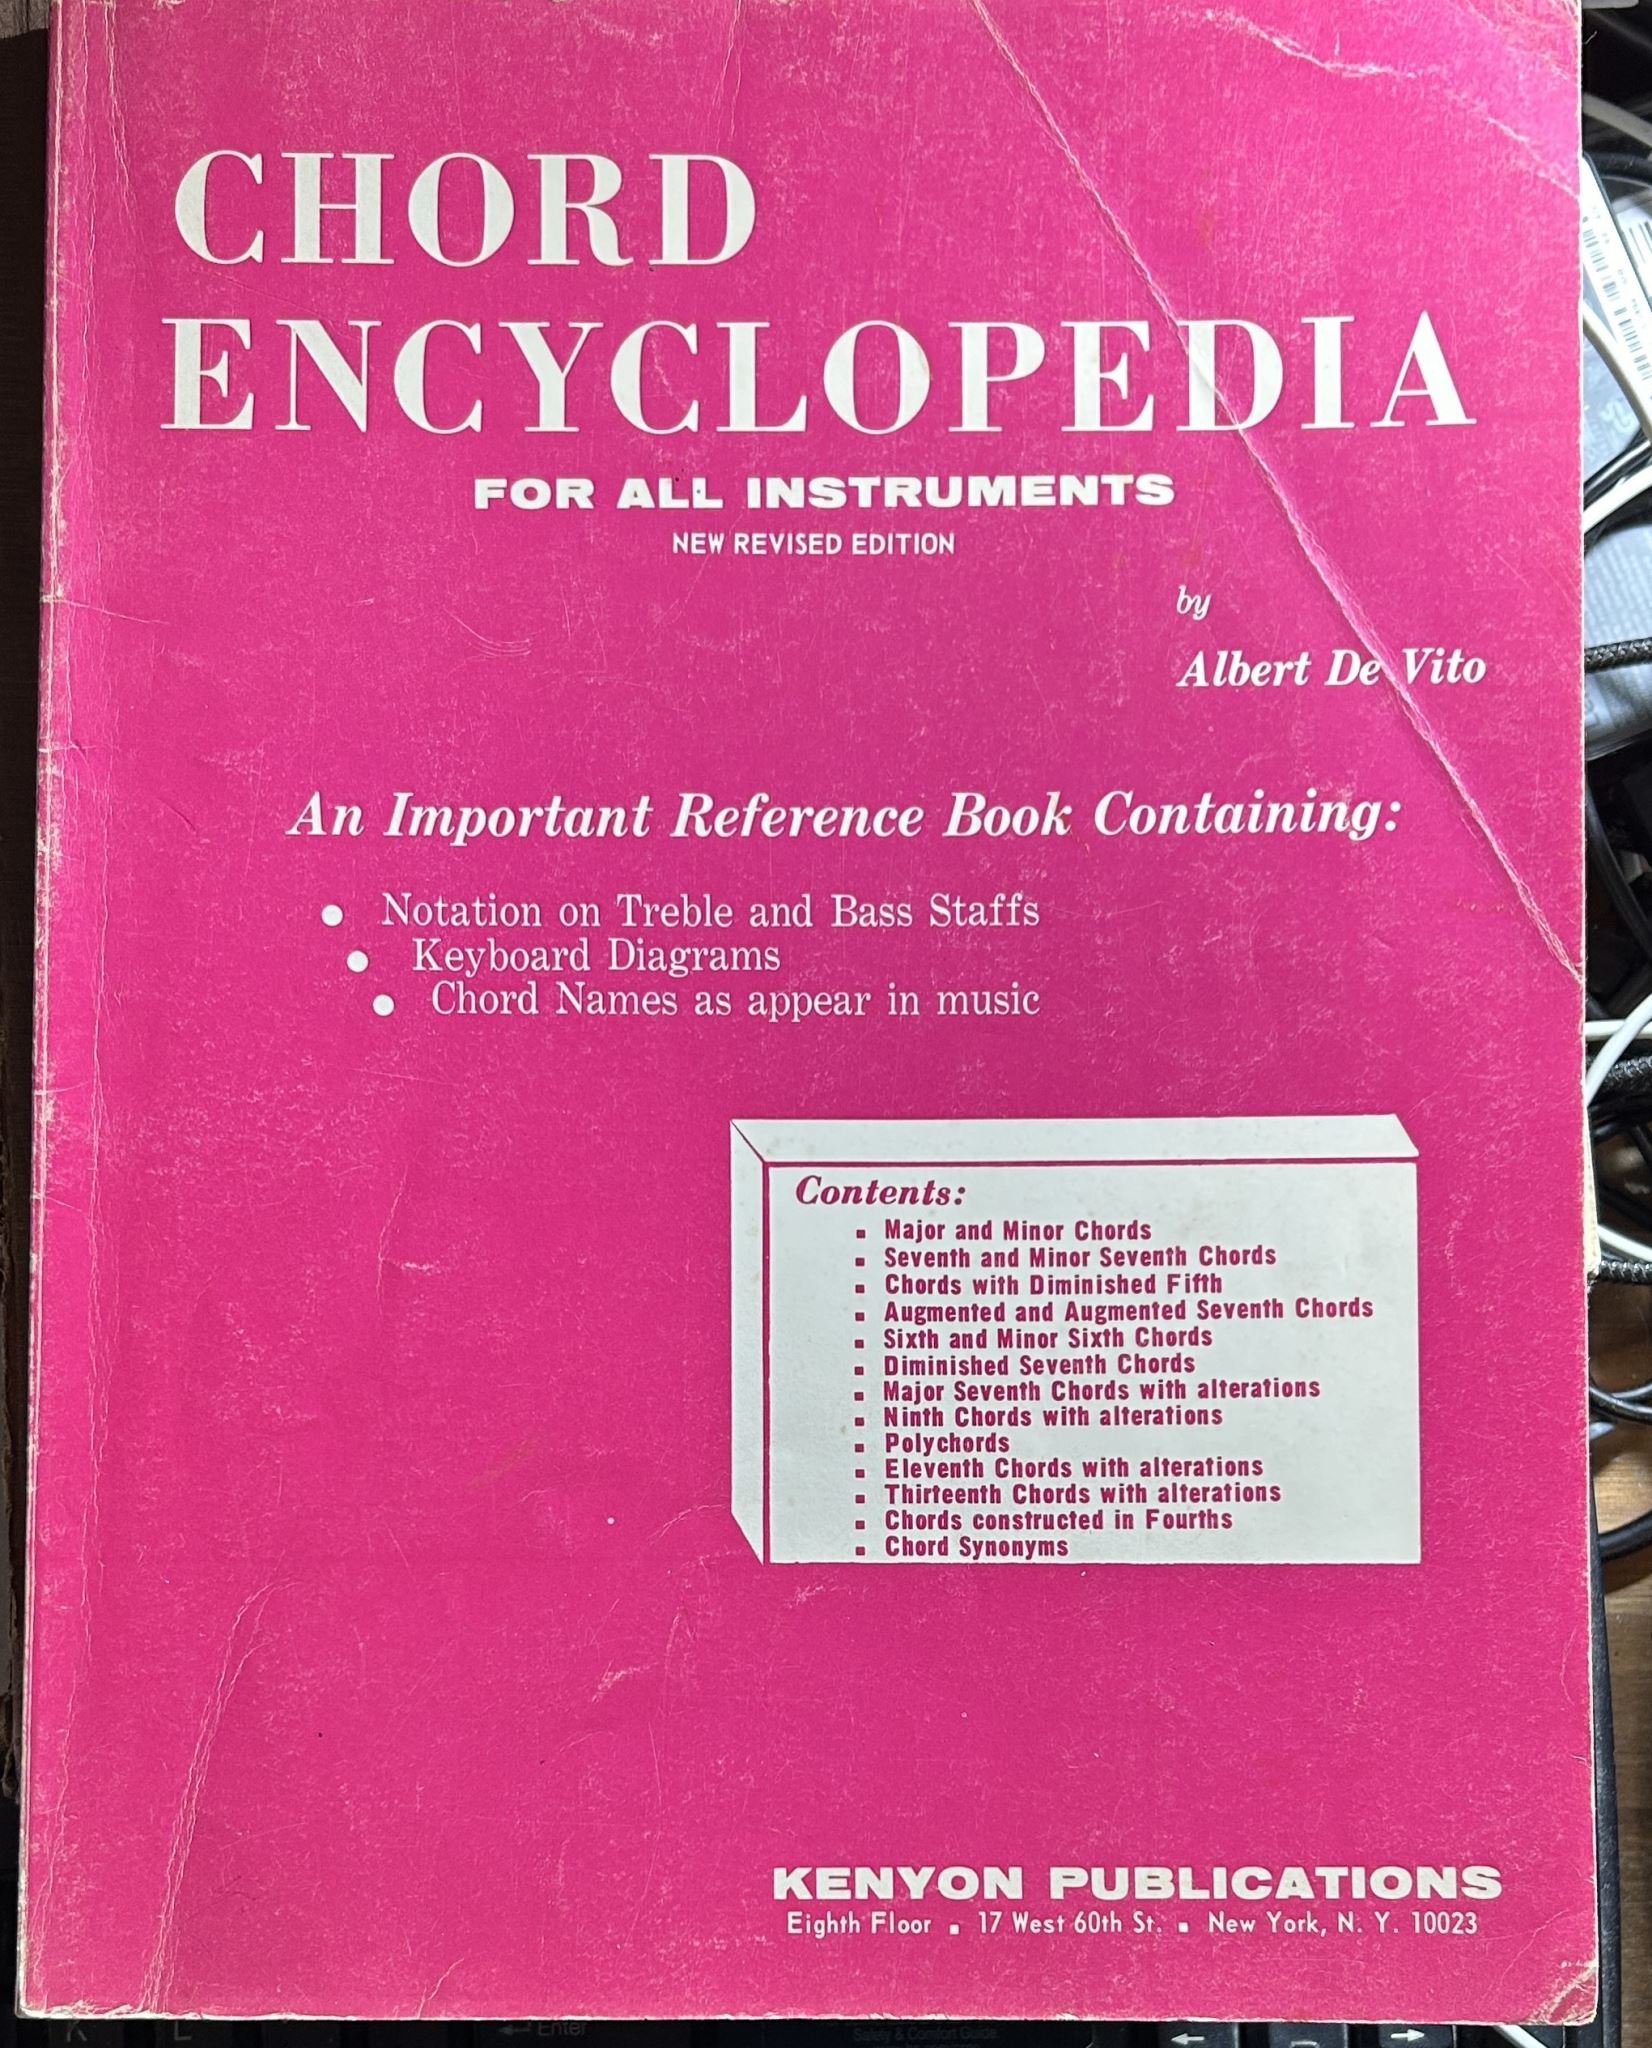 CHORD
ENCYCLOPEDIA
FOR ALL INSTRUMENTS
NEW REVISED EDITION
by
Albert De Vito
An Important Reference Book Containing:
• Notation on Treble and Bass Staffs
• Keyboard Diagrams
• Chord Names as appear in music
Contents:
▪ Major and Minor Chords
▪ Seventh and Minor Seventh Chords
▪ Chords with Diminished Fifth
▪ Augmented and Augmented Seventh Chords
▪ Sixth and Minor Sixth Chords
▪ Diminished Seventh Chords
▪ Major Seventh Chords with alterations
▪ Ninth Chords with alterations
▪ Polychords
▪ Eleventh Chords with alterations
▪ Thirteenth Chords with alterations
▪ Chords constructed in Fourths
▪ Chord Synonyms
KENYON PUBLICATIONS
Eighth Floor ▪ 17 West 60th St. ▪ New York, N. Y. 10023
K L ← Enter Safety & Comfort Guide ← →